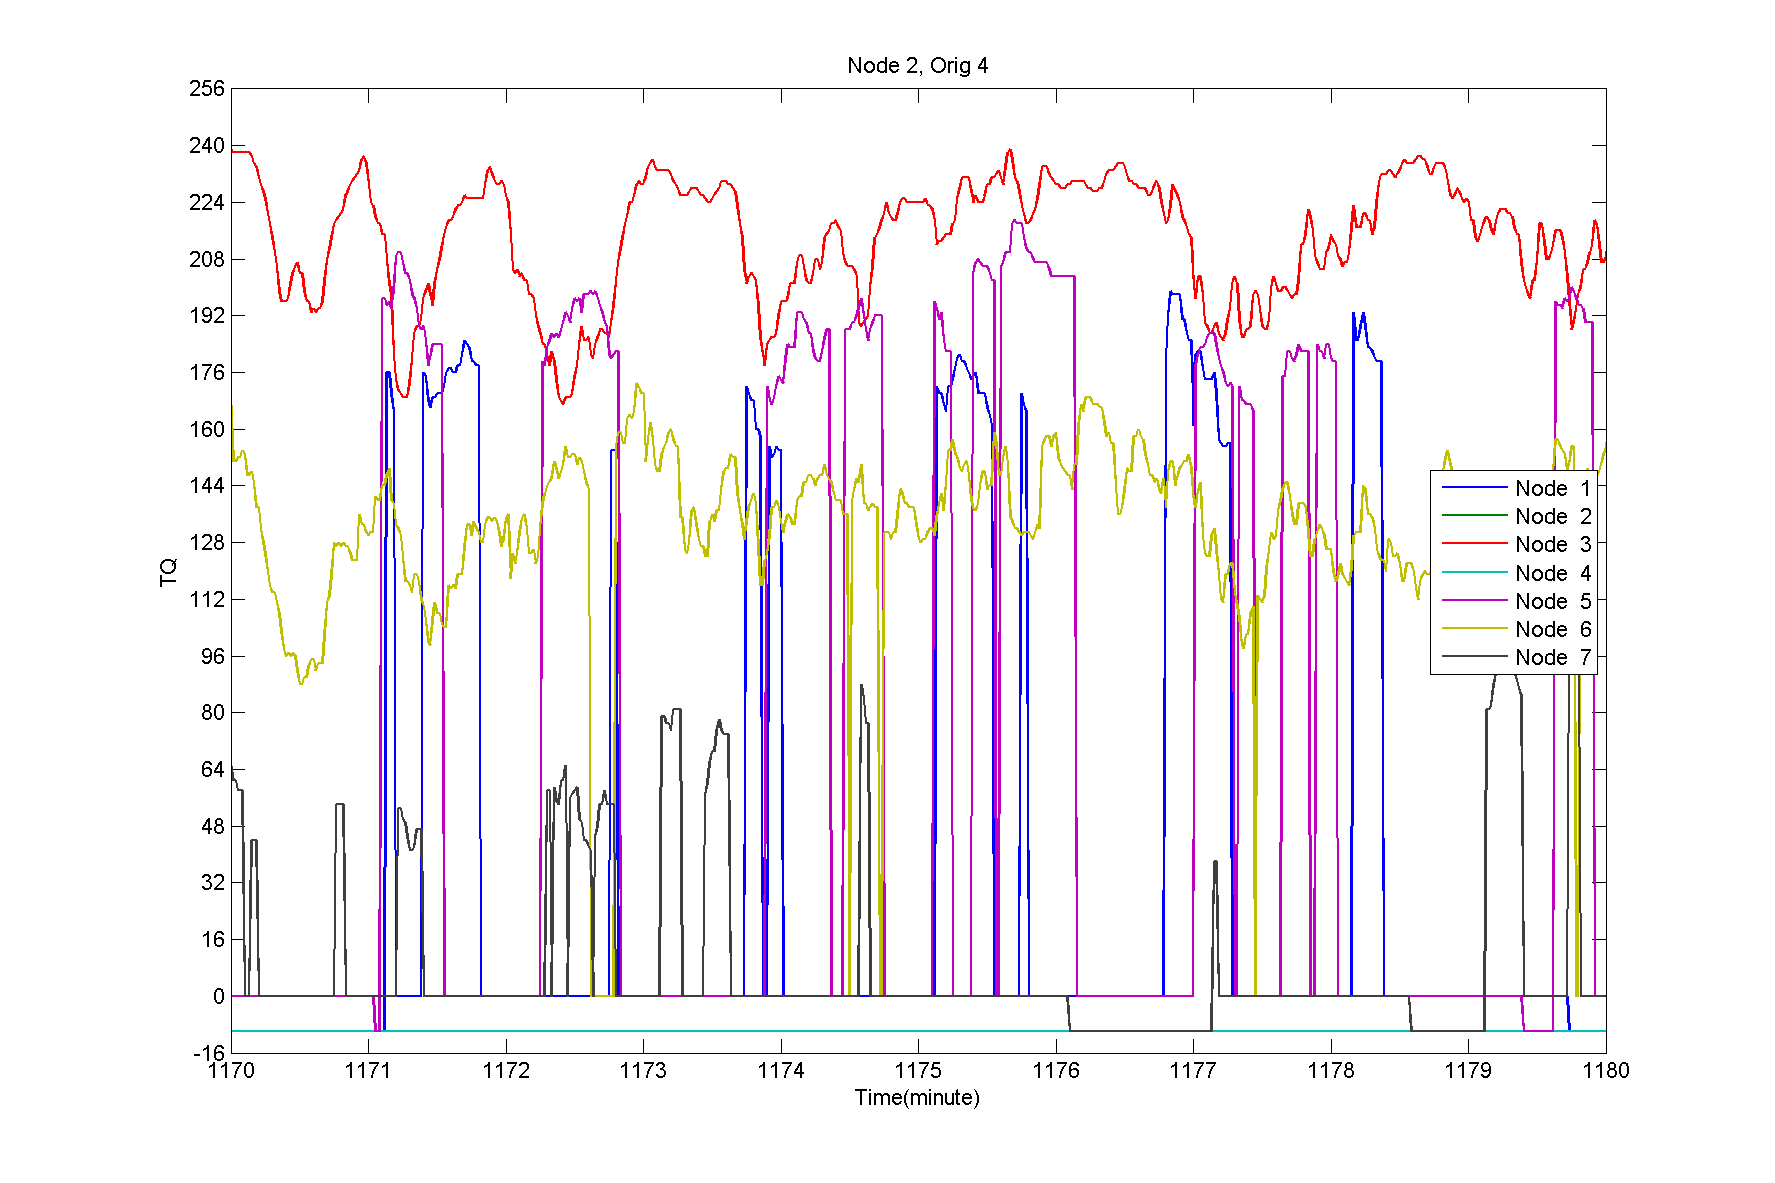 Node 2, Orig 4
256
240
224
208
192
176
160
144
128
112
96
80
64
48
32
16
0
-16
TQ
Node 1
Node 2
Node 3
Node 4
Node 5
Node 6
Node 7
1170 1171 1172 1173 1174 1175 1176 1177 1178 1179 1180
Time(minute)